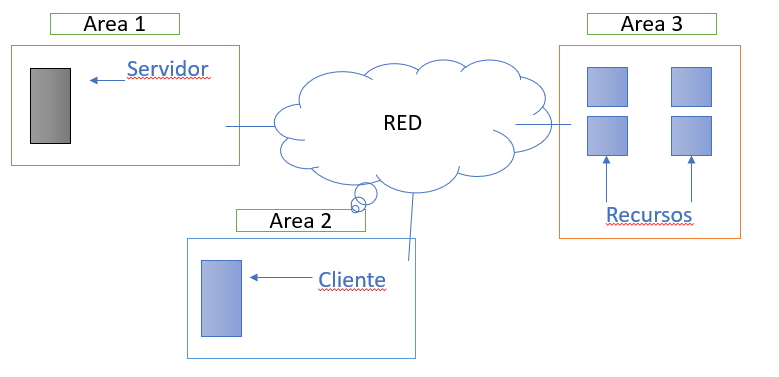 Area 1
Area 3
Servidor
RED
Recursos
Area 2
Cliente